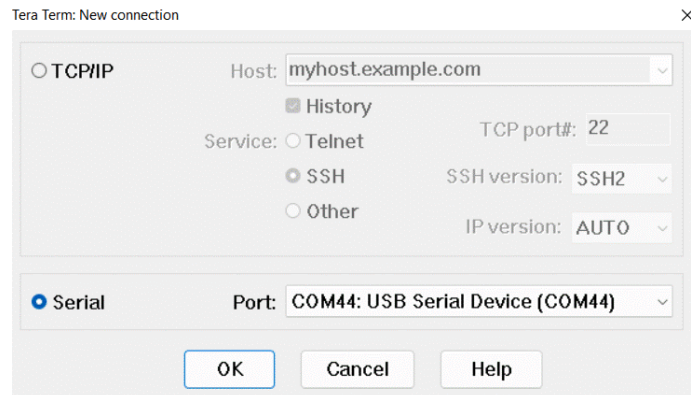 Tera Term: New connection
TCP/IP
Host: myhost.example.com
History
Service: Telnet
TCP port#: 22
SSH
SSH version: SSH2
Other
IP version: AUTO
Serial
Port: COM44: USB Serial Device (COM44)
OK
Cancel
Help